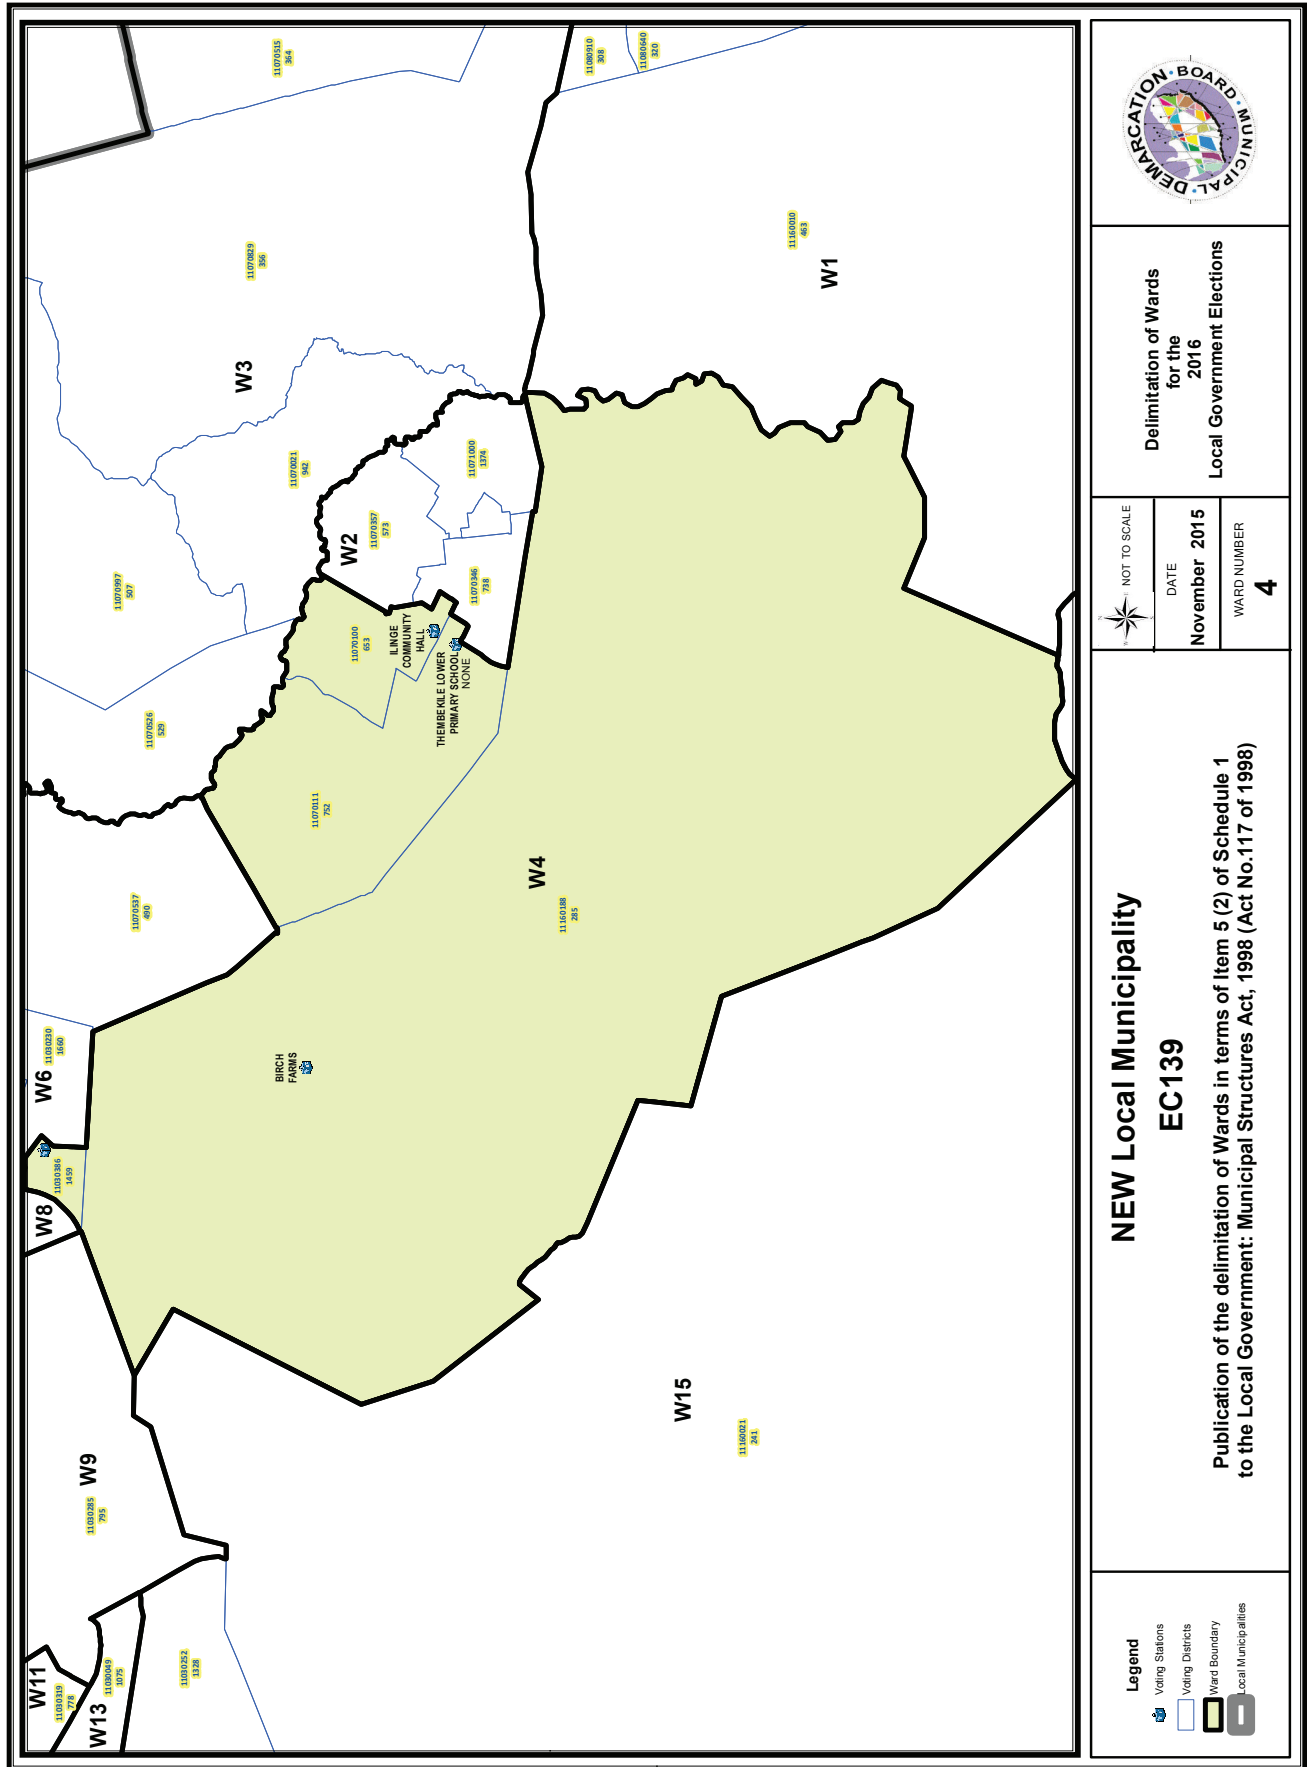 W11
11030319
778
W13
11030049
1075
11030252
1328
W9
11030285
795
W8
11030386
1459
W6
11030230
1660
11070537
490
11070526
529
11070997
507
W3
11070829
356
11070515
364
11070021
942
W2
11070357
573
11071000
1374
11070346
738
11070100
653
ILINGE
COMMUNITY
HALL
THEMBEKILE LOWER
PRIMARY SCHOOL
NONE
11070111
752
BIRCH
FARMS
W4
11160188
285
W15
11160021
241
W1
11160010
463
11080910
308
11080640
320
Legend
Voting Stations
Voting Districts
Ward Boundary
Local Municipalities
NEW Local Municipality
EC139
Publication of the delimitation of Wards in terms of Item 5 (2) of Schedule 1
to the Local Government: Municipal Structures Act, 1998 (Act No.117 of 1998)
NOT TO SCALE
DATE
November 2015
WARD NUMBER
4
Delimitation of Wards
for the
2016
Local Government Elections
MUNICIPAL · DEMARCATION · BOARD ·